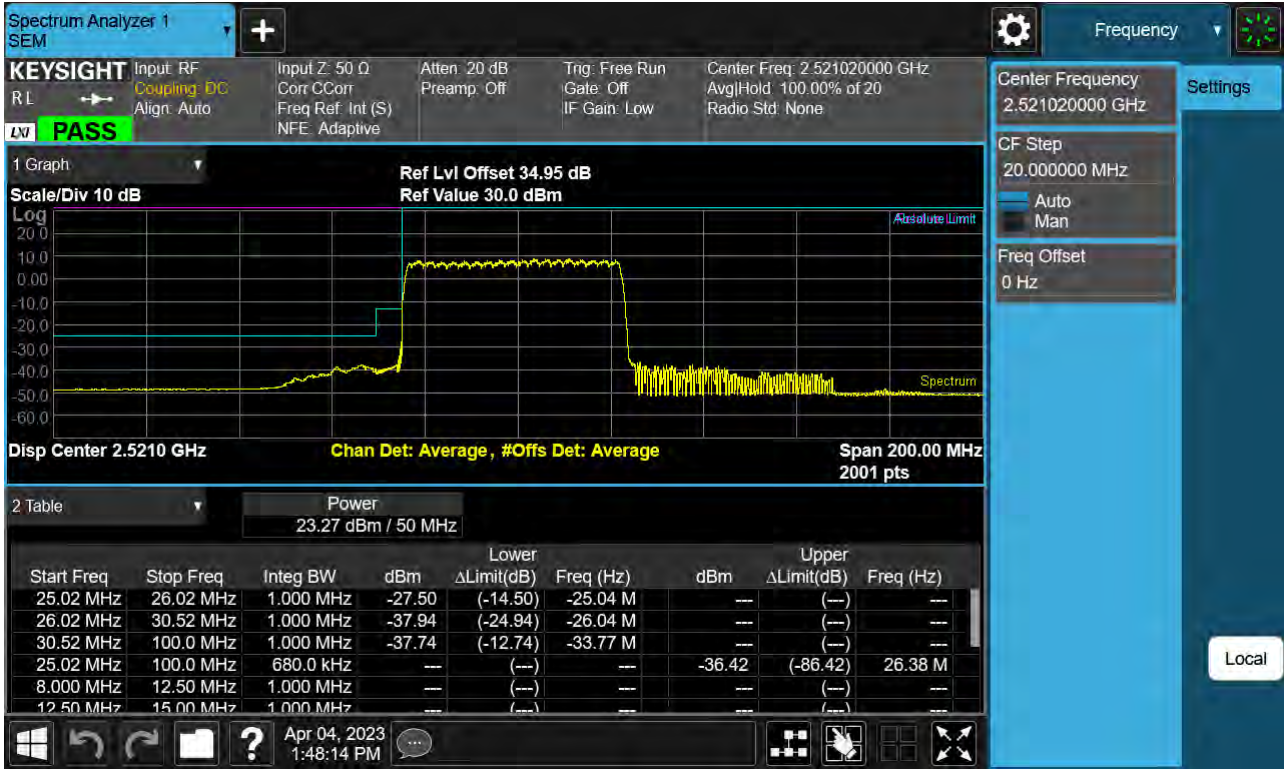 Spectrum Analyzer 1
SEM
Frequency
KEYSIGHT
RL
LXI
PASS
Input: RF
Coupling: DC
Align: Auto
Input Z: 50 Ω
Corr CCorr
Freq Ref: Int (S)
NFE: Adaptive
Atten: 20 dB
Preamp: Off
Trig: Free Run
Gate: Off
IF Gain: Low
Center Freq: 2.521020000 GHz
Avg|Hold: 100.00% of 20
Radio Std: None
Center Frequency
2.521020000 GHz
Settings
CF Step
20.000000 MHz
Auto
Man
Freq Offset
0 Hz
Local
1 Graph
Scale/Div 10 dB
Ref Lvl Offset 34.95 dB
Ref Value 30.0 dBm
Log
20.0
10.0
0.00
-10.0
-20.0
-30.0
-40.0
-50.0
-60.0
Absolute Limit
Spectrum
Disp Center 2.5210 GHz
Chan Det: Average , #Offs Det: Average
Span 200.00 MHz
2001 pts
2 Table
Power
23.27 dBm / 50 MHz
Lower Upper
Start Freq Stop Freq Integ BW dBm ΔLimit(dB) Freq (Hz) dBm ΔLimit(dB) Freq (Hz)
25.02 MHz 26.02 MHz 1.000 MHz -27.50 (-14.50) -25.04 M --- (---) ---
26.02 MHz 30.52 MHz 1.000 MHz -37.94 (-24.94) -26.04 M --- (---) ---
30.52 MHz 100.0 MHz 1.000 MHz -37.74 (-12.74) -33.77 M --- (---) ---
25.02 MHz 100.0 MHz 680.0 kHz --- (---) --- -36.42 (-86.42) 26.38 M
8.000 MHz 12.50 MHz 1.000 MHz --- (---) --- --- (---) ---
12.50 MHz 15.00 MHz 1.000 MHz --- (---) --- --- (---) ---
Apr 04, 2023
1:48:14 PM